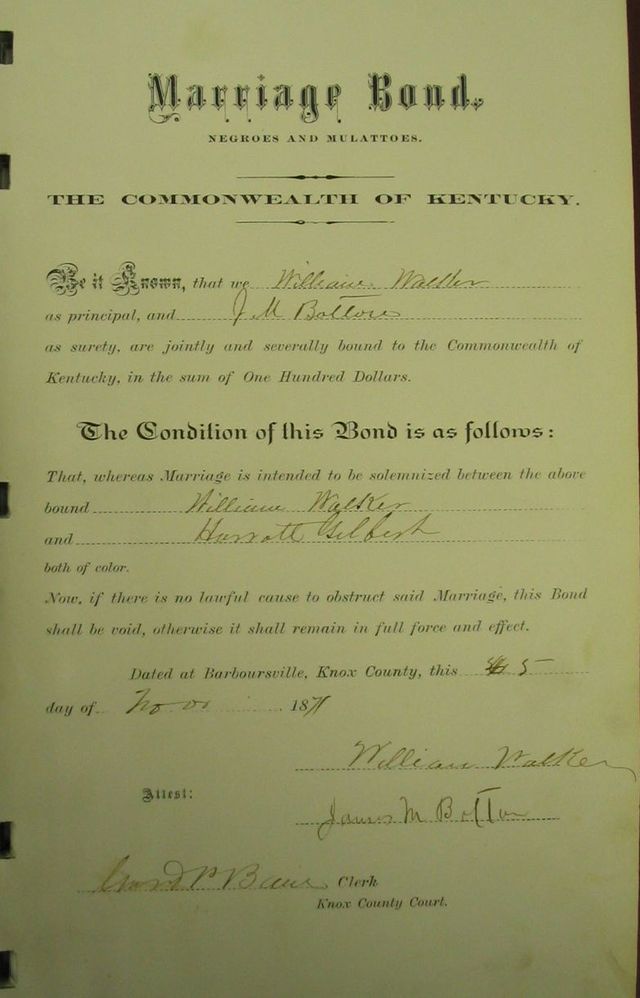 Marriage Bond.
NEGROES AND MULATTOES.
THE COMMONWEALTH OF KENTUCKY.
Be it Known, that we William Walker
as principal, and J M Botton
as surety, are jointly and severally bound to the Commonwealth of
Kentucky, in the sum of One Hundred Dollars.
The Condition of this Bond is as follows:
That, whereas Marriage is intended to be solemnized between the above
bound William Walker
and Harrott Gilbert
both of color.
Now, if there is no lawful cause to obstruct said Marriage, this Bond
shall be void, otherwise it shall remain in full force and effect.
Dated at Barboursville, Knox County, this 5
day of 1871
William Walker
Attest:
James M Botton
Clerk
Knox County Court.